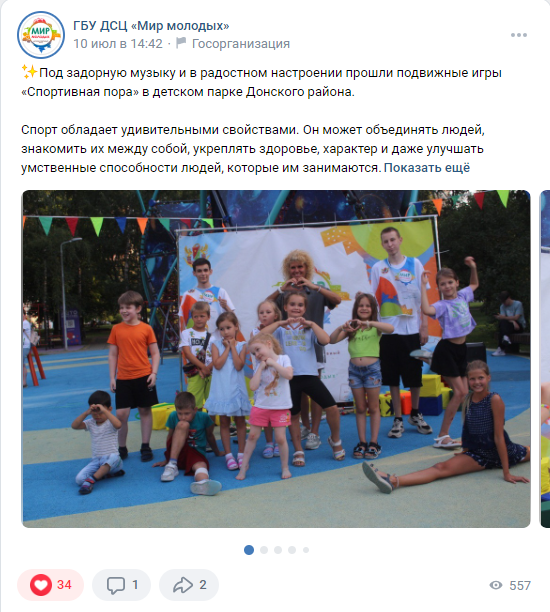 ГБУ ДСЦ «Мир молодых»
10 июл в 14:42 · Госорганизация
✨Под задорную музыку и в радостном настроении прошли подвижные игры
«Спортивная пора» в детском парке Донского района.
Спорт обладает удивительными свойствами. Он может объединять людей,
знакомить их между собой, укреплять здоровье, характер и даже улучшать
умственные способности людей, которые им занимаются. Показать ещё
34
1
2
557